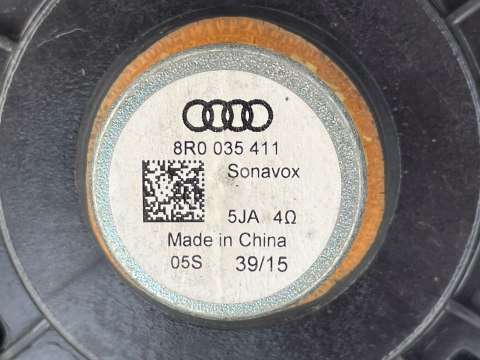 8R0 035 411
Sonavox
5JA 4Ω
Made in China
05S 39/15